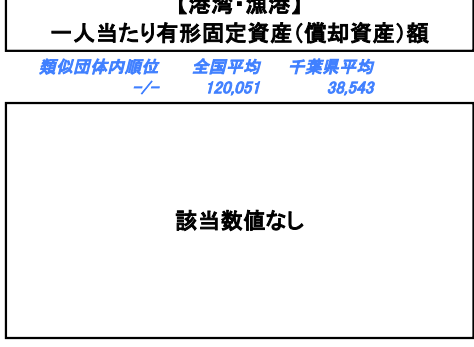 【港湾・漁港】
一人当たり有形固定資産(償却資産)額
類似団体内順位 全国平均 千葉県平均
-/- 120,051 38,543
該当数値なし